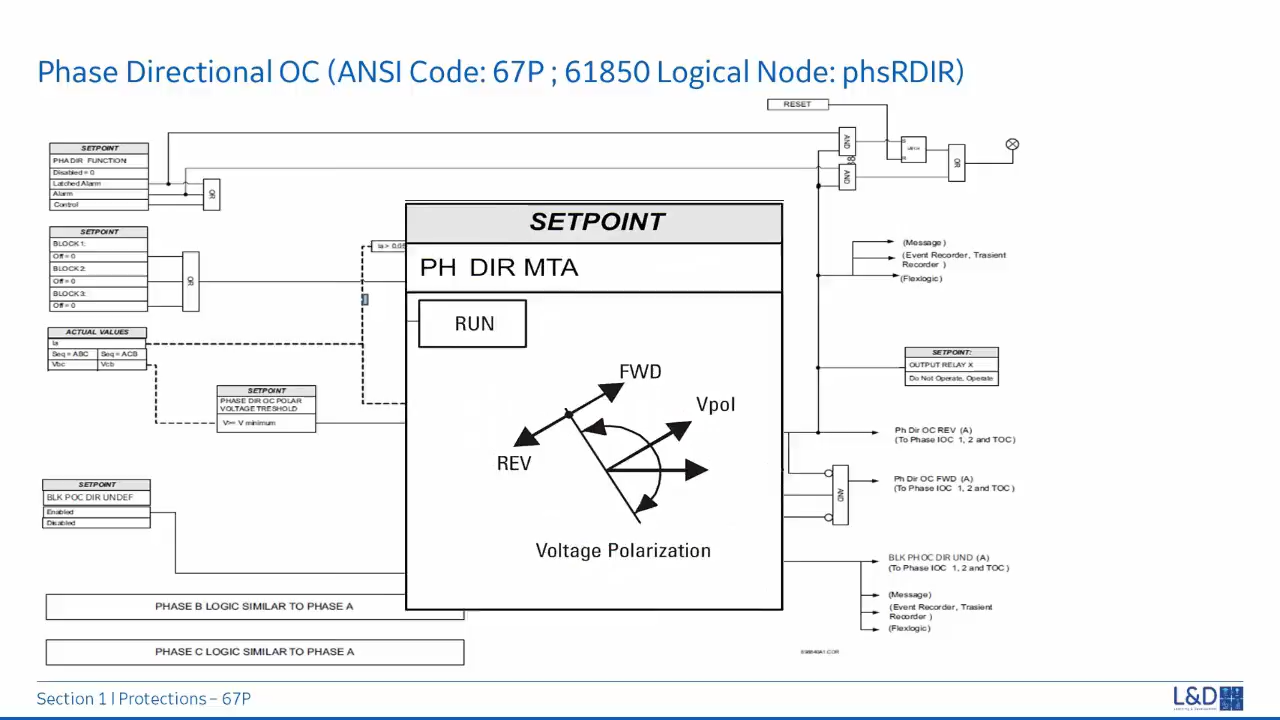 Phase Directional OC (ANSI Code: 67P ; 61850 Logical Node: phsRDIR)
RESET
SETPOINT
PHA DIR FUNCTION:
Disabled = 0
Latched Alarm
Alarm
Control
OR
AND
AND
OR
SETPOINT
BLOCK 1:
Off = 0
BLOCK 2:
Off = 0
BLOCK 3:
Off = 0
OR
ACTUAL VALUES
Ia
Seq = ABC
Seq = ACB
Vbc
Vcb
SETPOINT
PHASE DIR OC POLAR
VOLTAGE TRESHOLD
V>= V minimum
SETPOINT
BLK POC DIR UNDEF
Enabled
Disabled
PHASE B LOGIC SIMILAR TO PHASE A
PHASE C LOGIC SIMILAR TO PHASE A
SETPOINT
PH DIR MTA
RUN
FWD
Vpol
REV
Voltage Polarization
(Message)
(Event Recorder, Trasient
Recorder )
(Flexlogic)
SETPOINT:
OUTPUT RELAY X
Do Not Operate, Operate
Ph Dir OC REV (A)
(To Phase IOC 1, 2 and TOC)
AND
Ph Dir OC FWD (A)
(To Phase IOC 1, 2 and TOC)
BLK PHOC DIR UND (A)
(To Phase IOC 1, 2 and TOC)
(Message)
(Event Recorder, Trasient
Recorder )
(Flexlogic)
Section 1 | Protections – 67P
L&D